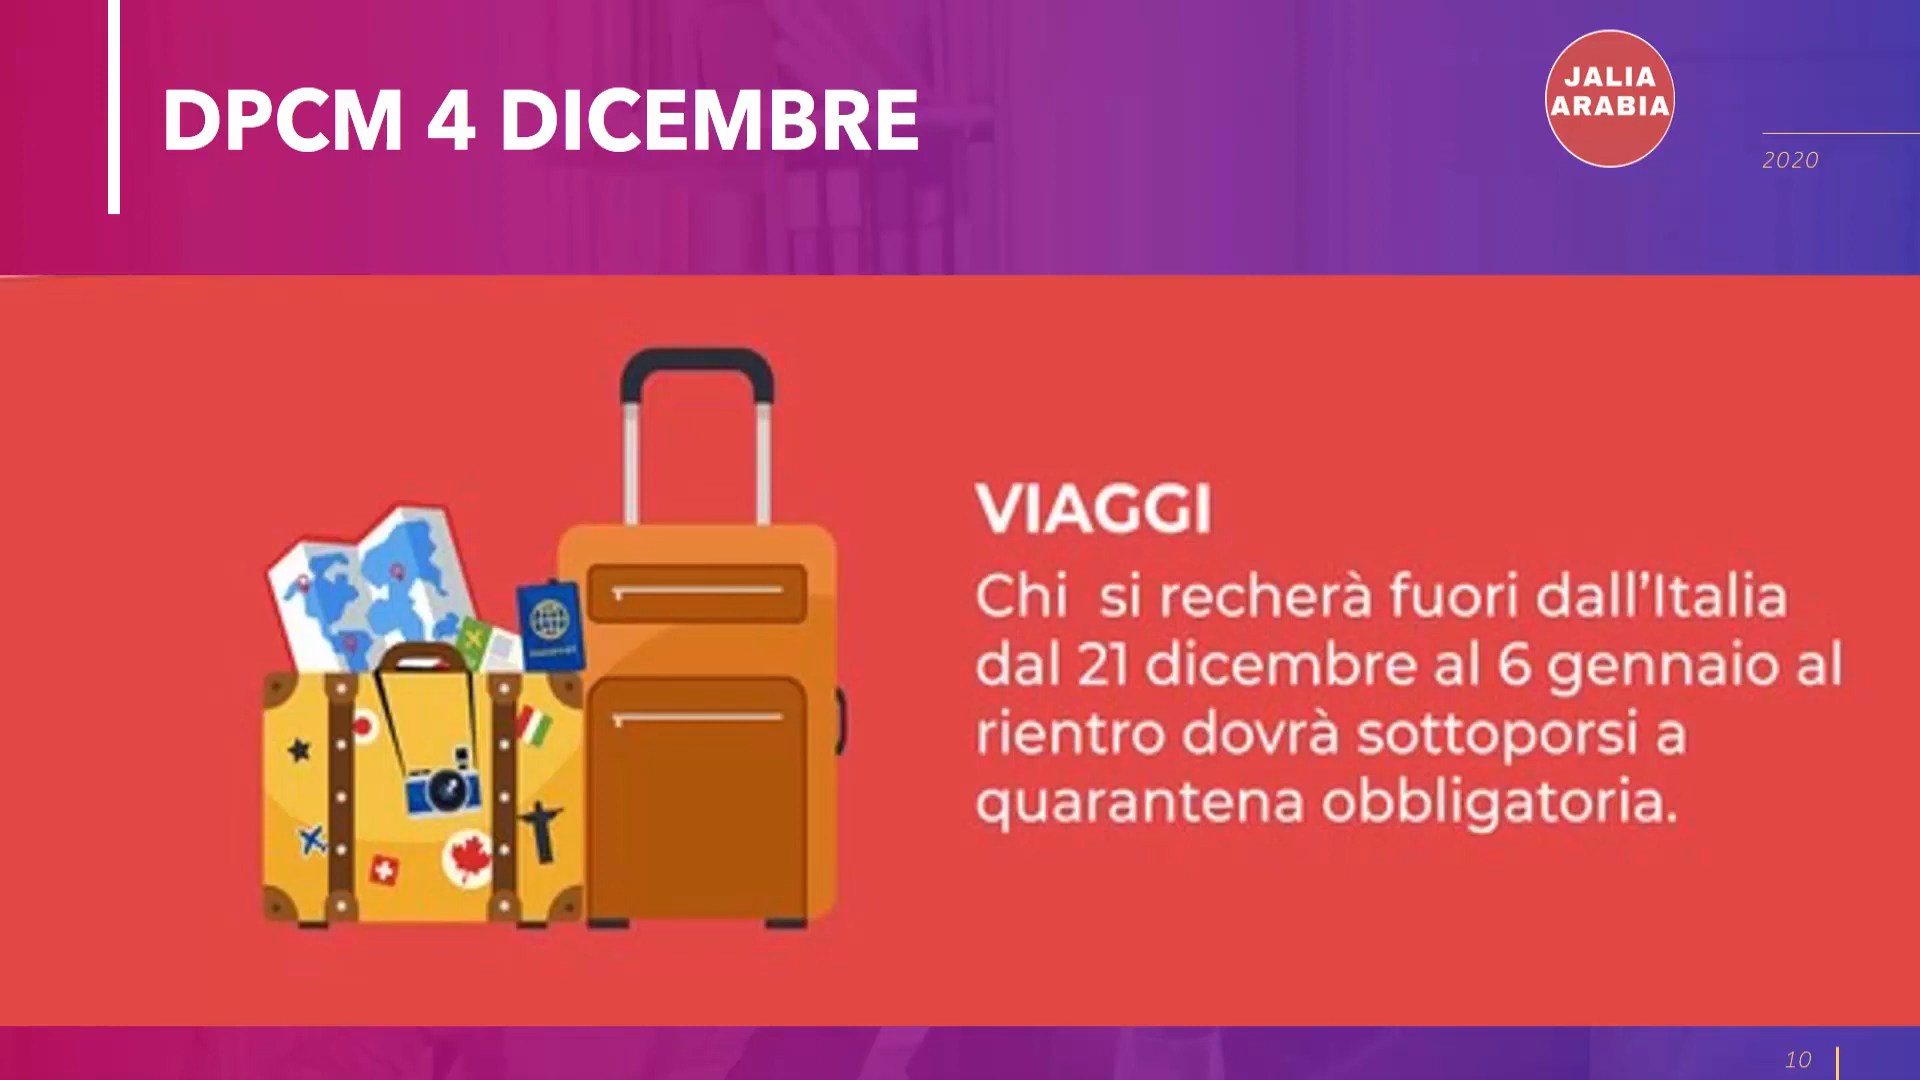 DPCM 4 DICEMBRE
JALIA
ARABIA
2020
VIAGGI
Chi si recherà fuori dall’Italia
dal 21 dicembre al 6 gennaio al
rientro dovrà sottoporsi a
quarantena obbligatoria.
10